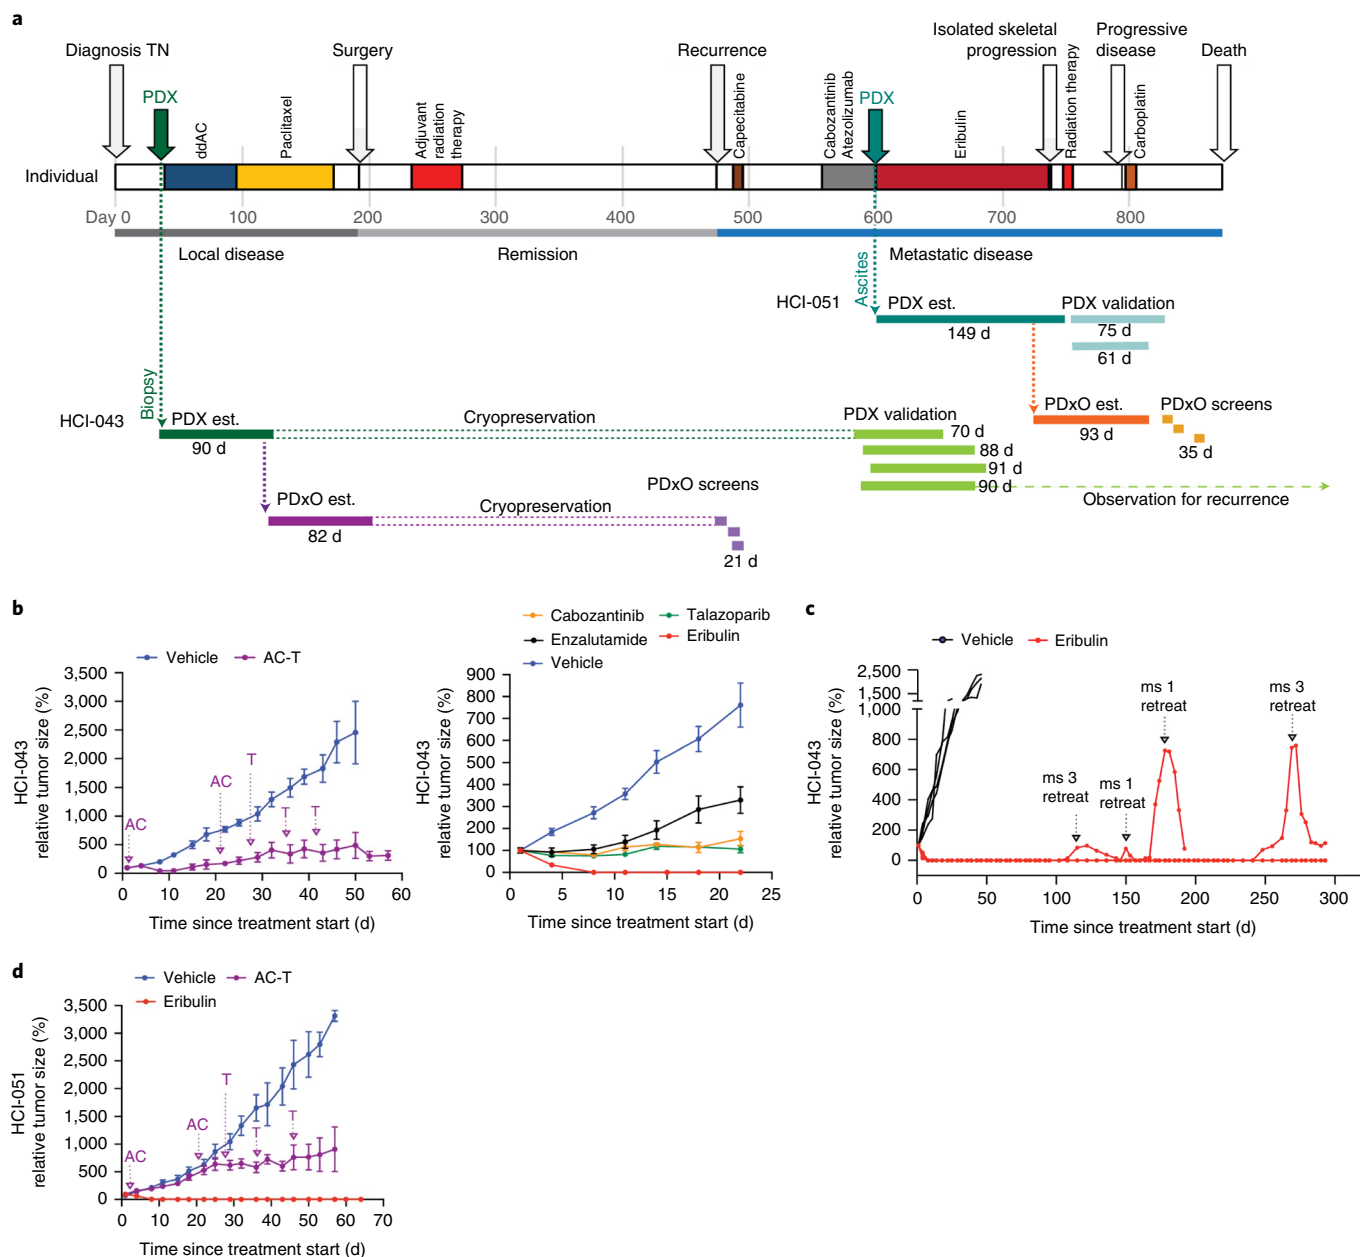 a
Diagnosis TN
Surgery
Recurrence
Isolated skeletal
progression
Progressive
disease
Death
PDX
ddAC
Paclitaxel
Adjuvant
radiation
therapy
Capecitabine
Cabozantinib
Atezolizumab
PDX
Eribulin
Radiation therapy
Carboplatin
Individual
Day 0
100
200
300
400
500
600
700
800
Local disease
Remission
Metastatic disease
Ascites
HCI-051
PDX est.
149 d
PDX validation
75 d
61 d
Biopsy
HCI-043
PDX est.
90 d
Cryopreservation
PDX validation
70 d
88 d
91 d
90 d
Observation for recurrence
PDxO est.
93 d
PDxO screens
35 d
PDxO est.
82 d
Cryopreservation
PDxO screens
21 d
b
Vehicle
AC-T
HCI-043
relative tumor size (%)
3,500
3,000
2,500
2,000
1,500
1,000
500
0
AC
AC
T
T
T
0 10 20 30 40 50 60
Time since treatment start (d)
Cabozantinib
Talazoparib
Enzalutamide
Eribulin
Vehicle
HCI-043
relative tumor size (%)
900
800
700
600
500
400
300
200
100
0
0 5 10 15 20 25
Time since treatment start (d)
c
Vehicle
Eribulin
HCI-043
relative tumor size (%)
2,500
1,500
1,000
800
600
400
200
0
ms 3
retreat
ms 1
retreat
ms 1
retreat
ms 3
retreat
0 50 100 150 200 250 300
Time since treatment start (d)
d
Vehicle
AC-T
Eribulin
HCI-051
relative tumor size (%)
3,500
3,000
2,500
2,000
1,500
1,000
500
0
AC
AC
T
T
T
0 10 20 30 40 50 60 70
Time since treatment start (d)